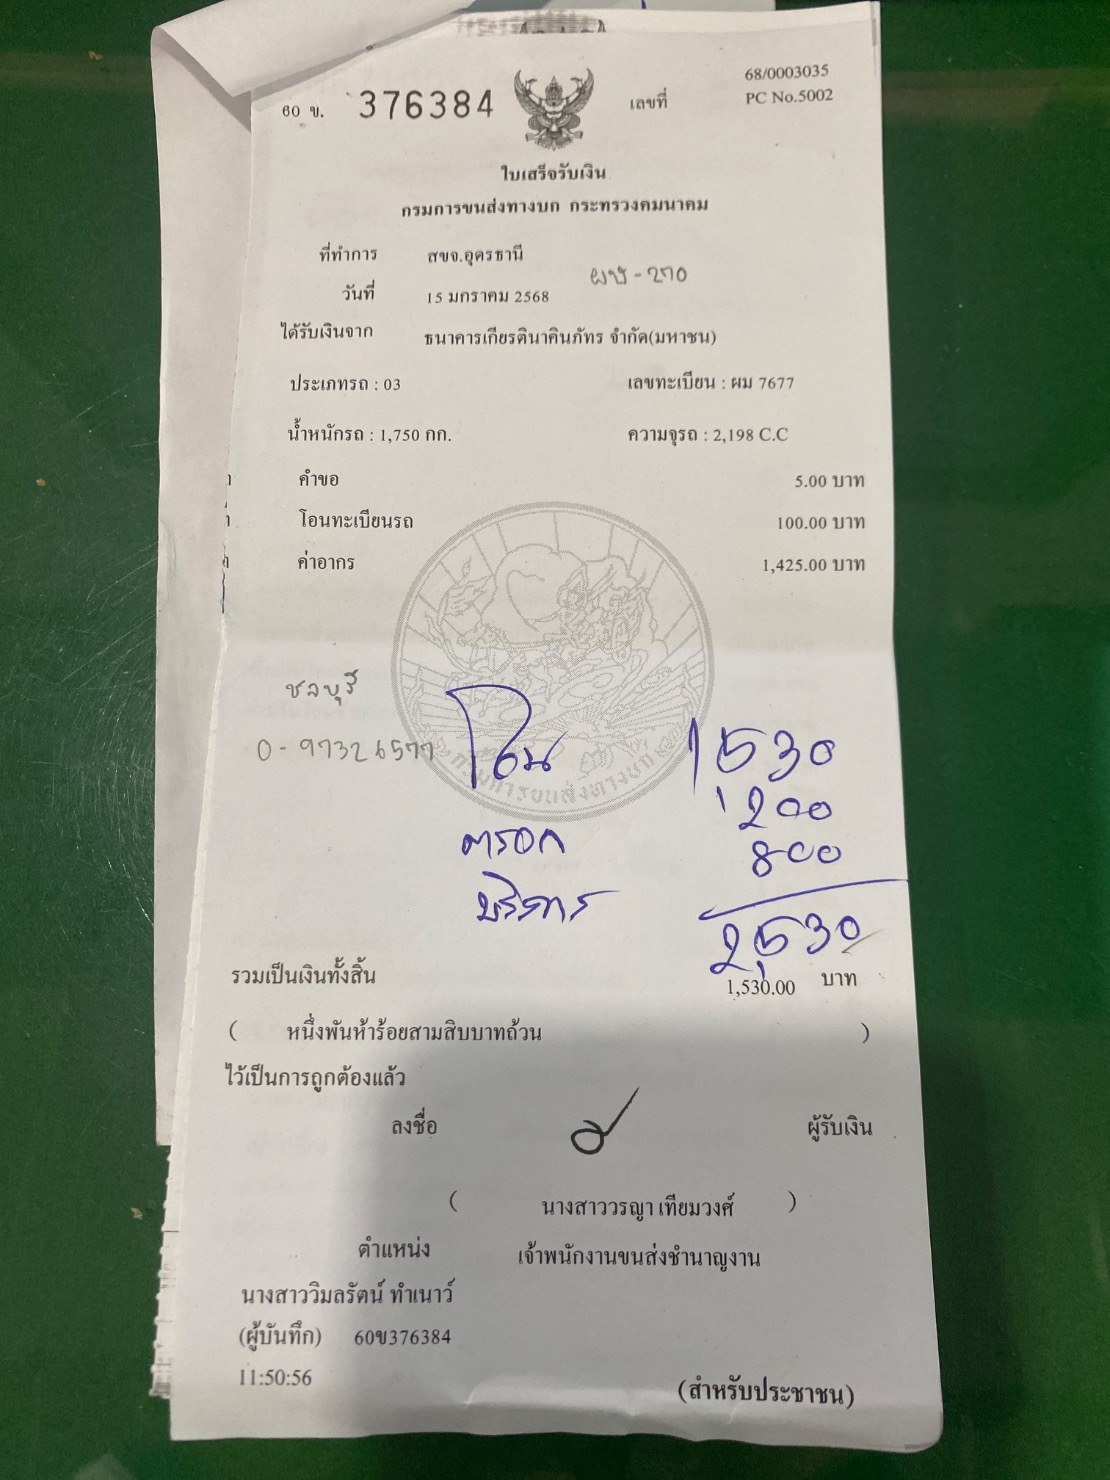 68/0003035
60 ข. 376384 เลขที่ PC No.5002
ใบเสร็จรับเงิน
กรมการขนส่งทางบก กระทรวงคมนาคม
ที่ทำการ สขจ.อุดรธานี
วันที่ 15 มกราคม 2568
ได้รับเงินจาก ธนาคารเกียรตินาคินภัทร จำกัด(มหาชน)
ประเภทรถ : 03 เลขทะเบียน : ผม 7677
น้ำหนักรถ : 1,750 กก. ความจุรถ : 2,198 C.C
คำขอ 5.00 บาท
โอนทะเบียนรถ 100.00 บาท
ค่าอากร 1,425.00 บาท
ชลบุรี
โอน 1,530
ตรอก 200
บริการ 800
2,530
รวมเป็นเงินทั้งสิ้น 1,530.00 บาท
( หนึ่งพันห้าร้อยสามสิบบาทถ้วน )
ไว้เป็นการถูกต้องแล้ว
ลงชื่อ ผู้รับเงิน
( นางสาววรญา เทียมวงศ์ )
ตำแหน่ง เจ้าพนักงานขนส่งชำนาญงาน
นางสาววิมลรัตน์ ทำเนาว์
(ผู้บันทึก) 60ข376384
11:50:56
(สำหรับประชาชน)